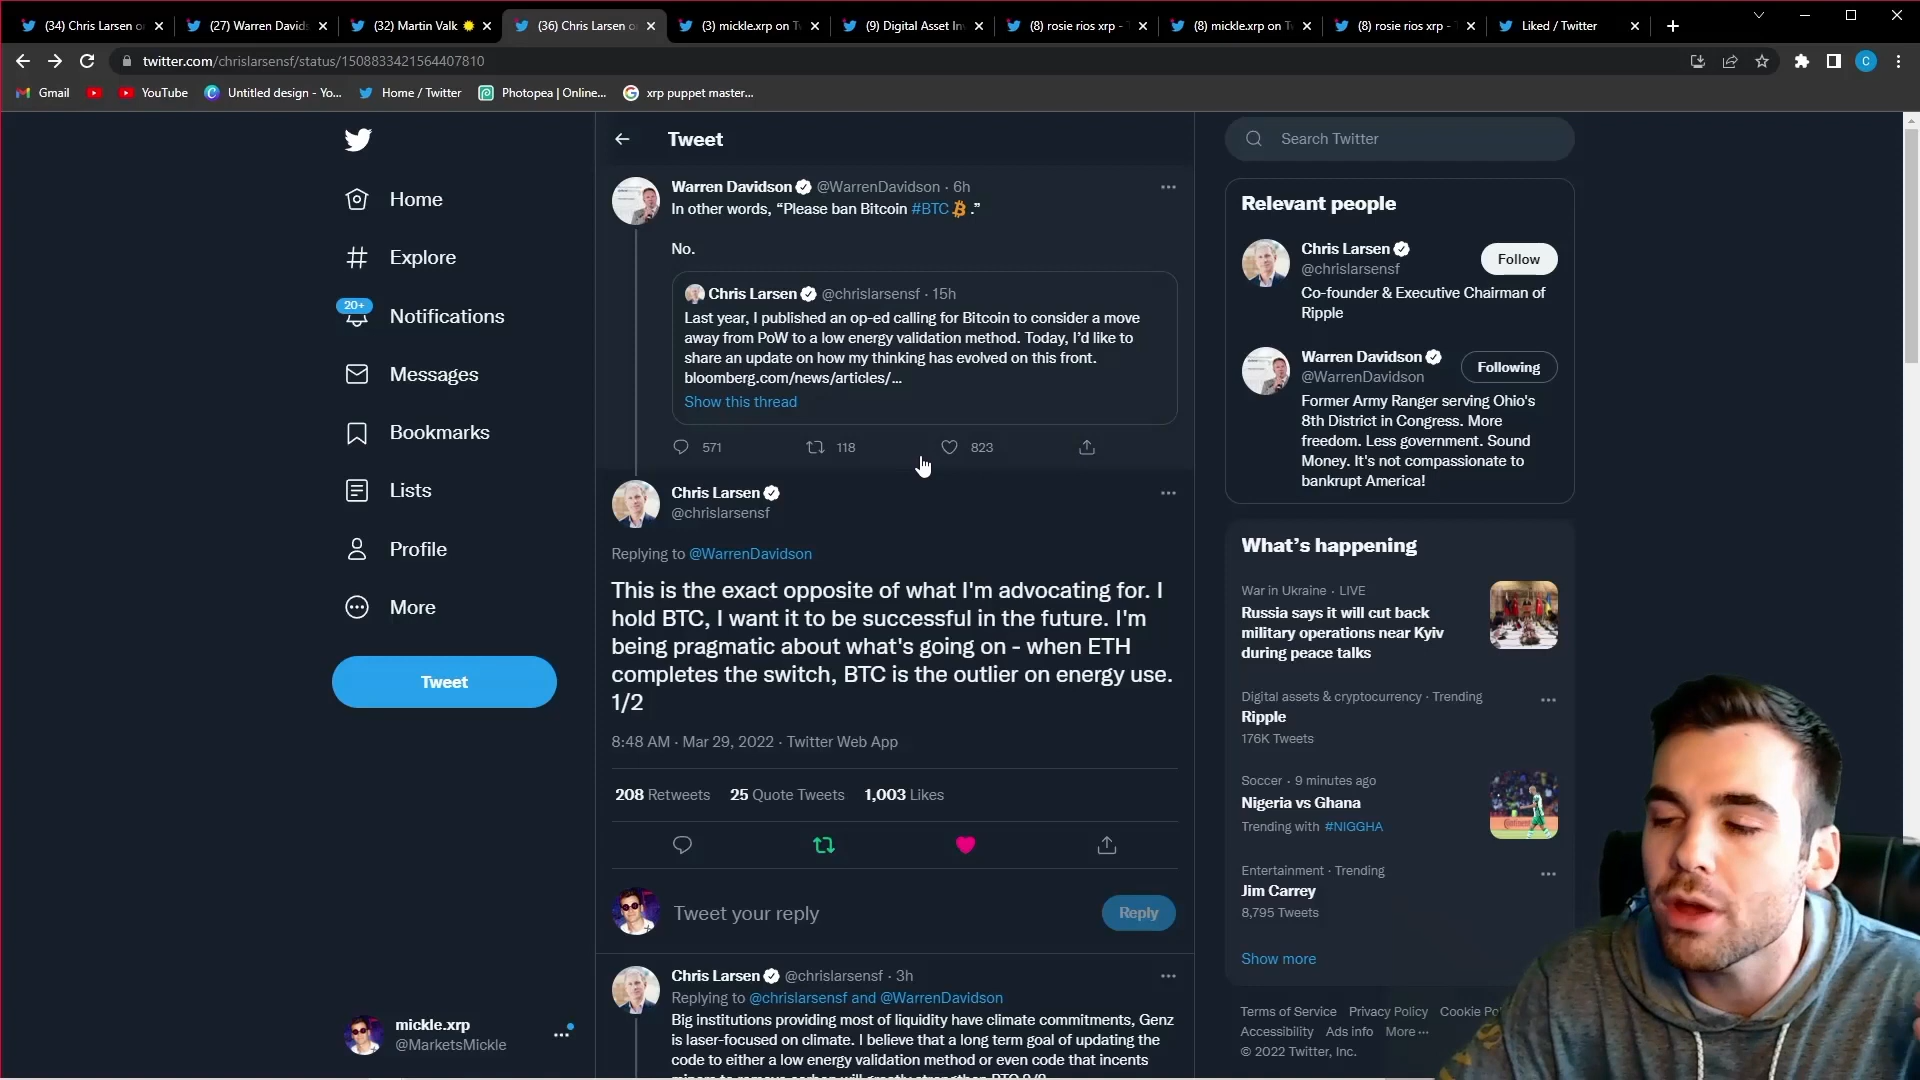 (34) Chris Larsen o
(27) Warren Davids
(32) Martin Valk
(36) Chris Larsen o
(3) mickle.xrp on T
(9) Digital Asset In
(8) rosie rios xrp -
(8) mickle.xrp on T
(8) rosie rios xrp -
Liked / Twitter
twitter.com/chrislarsensf/status/1508833421564407810
C
Gmail
YouTube
Untitled design - Yo...
Home / Twitter
Photopea | Online...
xrp puppet master...
Home
Explore
20+
Notifications
Messages
Bookmarks
Lists
Profile
More
Tweet
mickle.xrp
@MarketsMickle
Tweet
Warren Davidson @WarrenDavidson · 6h
In other words, “Please ban Bitcoin #BTC .”
No.
Chris Larsen @chrislarsensf · 15h
Last year, I published an op-ed calling for Bitcoin to consider a move
away from PoW to a low energy validation method. Today, I’d like to
share an update on how my thinking has evolved on this front.
bloomberg.com/news/articles/...
Show this thread
571
118
823
Chris Larsen
@chrislarsensf
Replying to @WarrenDavidson
This is the exact opposite of what I'm advocating for. I
hold BTC, I want it to be successful in the future. I'm
being pragmatic about what's going on - when ETH
completes the switch, BTC is the outlier on energy use.
1/2
8:48 AM · Mar 29, 2022 · Twitter Web App
208 Retweets 25 Quote Tweets 1,003 Likes
Tweet your reply
Reply
Chris Larsen @chrislarsensf · 3h
Replying to @chrislarsensf and @WarrenDavidson
Big institutions providing most of liquidity have climate commitments, Genz
is laser-focused on climate. I believe that a long term goal of updating the
code to either a low energy validation method or even code that incents
Search Twitter
Relevant people
Chris Larsen
@chrislarsensf
Follow
Co-founder & Executive Chairman of
Ripple
Warren Davidson
@WarrenDavidson
Following
Former Army Ranger serving Ohio's
8th District in Congress. More
freedom. Less government. Sound
Money. It's not compassionate to
bankrupt America!
What’s happening
War in Ukraine · LIVE
Russia says it will cut back
military operations near Kyiv
during peace talks
Digital assets & cryptocurrency · Trending
Ripple
176K Tweets
Soccer · 9 minutes ago
Nigeria vs Ghana
Trending with #NIGGHA
Entertainment · Trending
Jim Carrey
8,795 Tweets
Show more
Terms of Service Privacy Policy Cookie Po
Accessibility Ads info More ...
© 2022 Twitter, Inc.